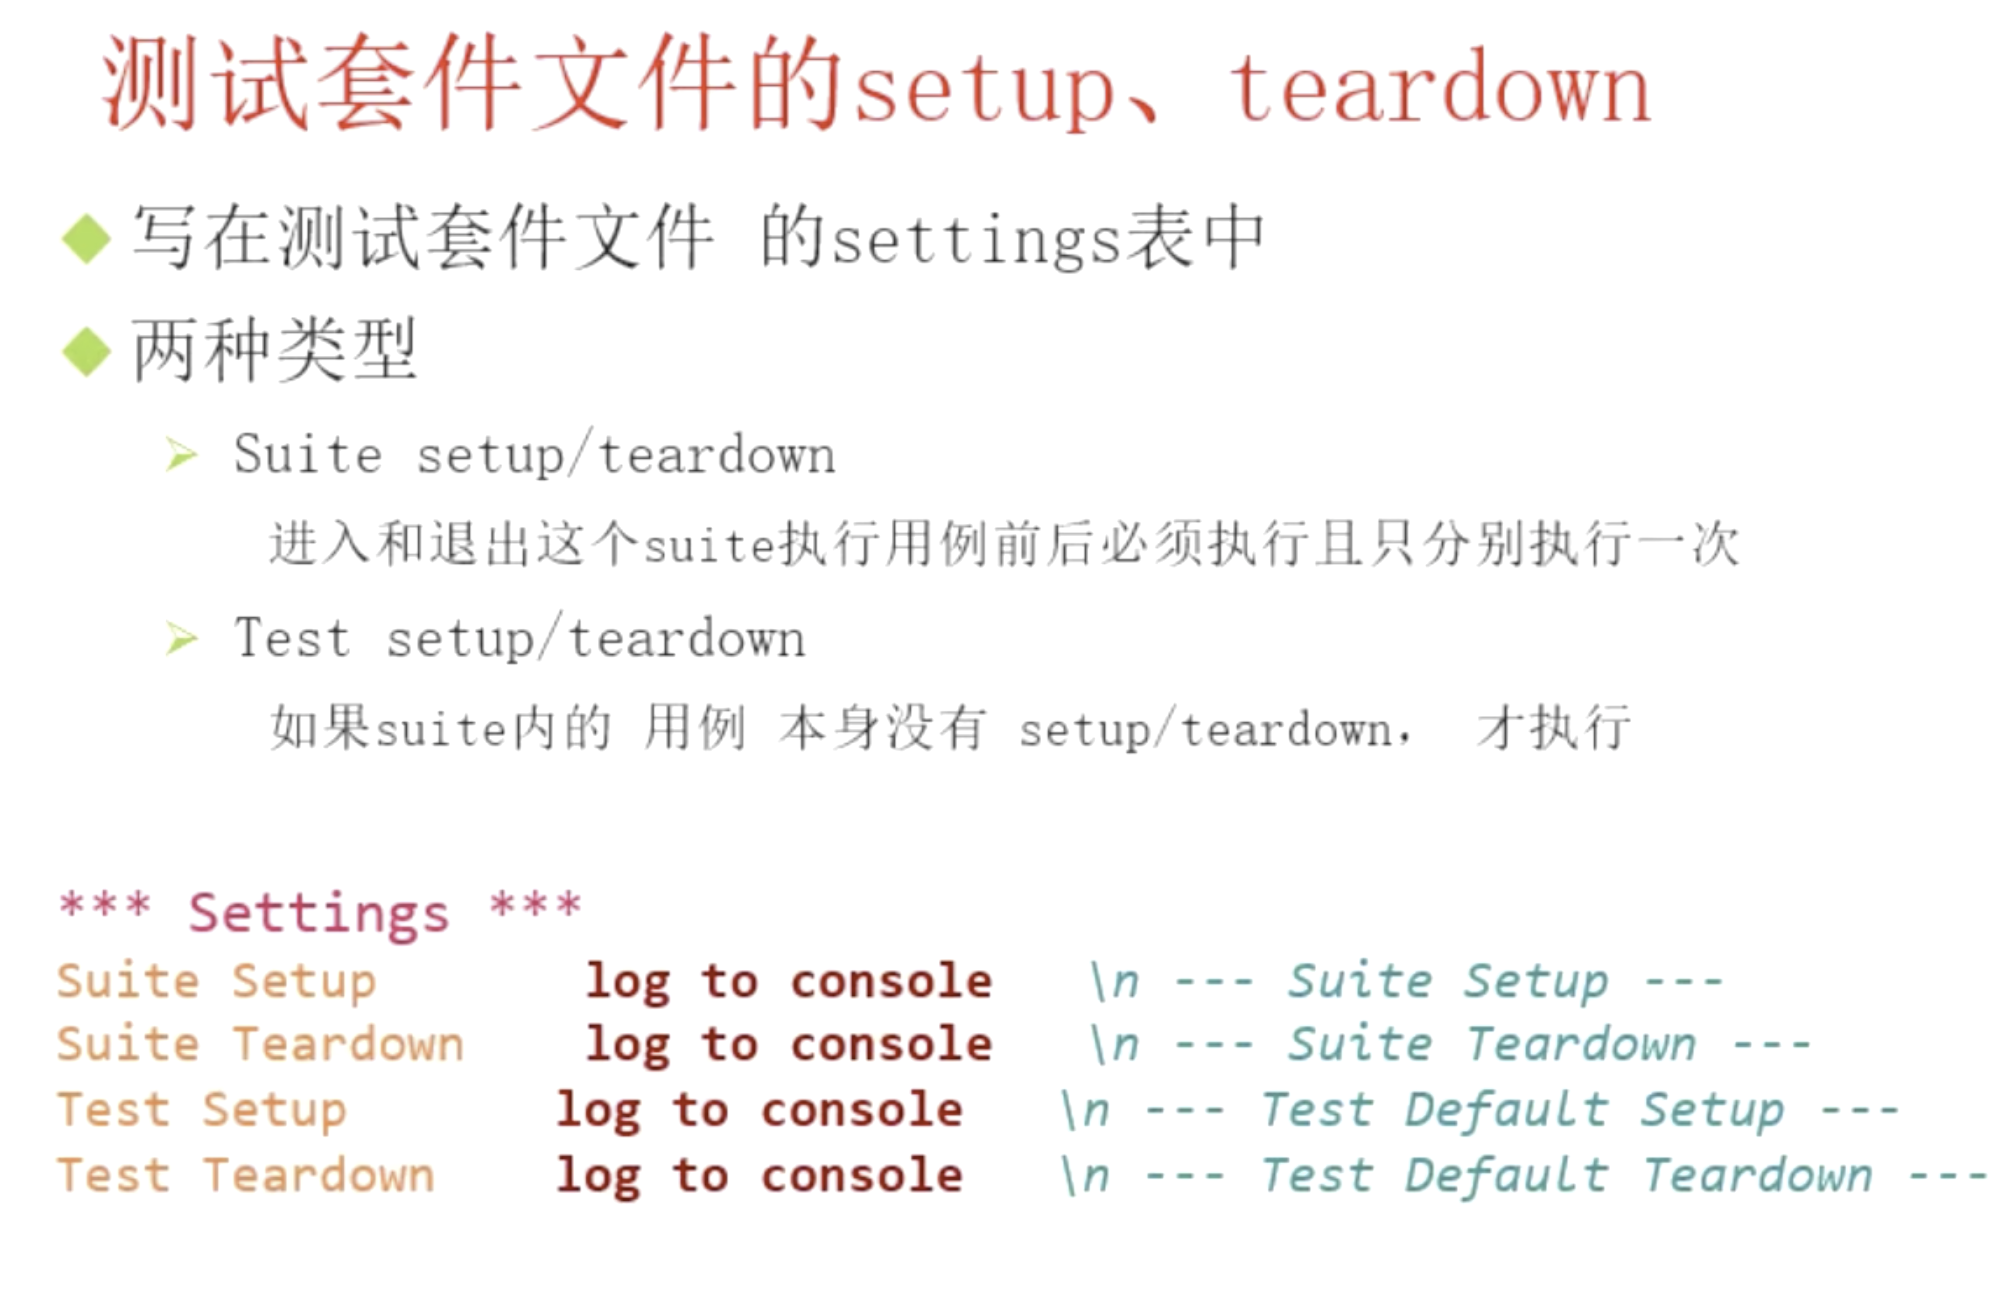 测试套件文件的setup、teardown
写在测试套件文件 的settings表中
两种类型
Suite setup/teardown
进入和退出这个suite执行用例前后必须执行且只分别执行一次
Test setup/teardown
如果suite内的 用例 本身没有 setup/teardown， 才执行
*** Settings ***
Suite Setup log to console \n --- Suite Setup ---
Suite Teardown log to console \n --- Suite Teardown ---
Test Setup log to console \n --- Test Default Setup ---
Test Teardown log to console \n --- Test Default Teardown ---